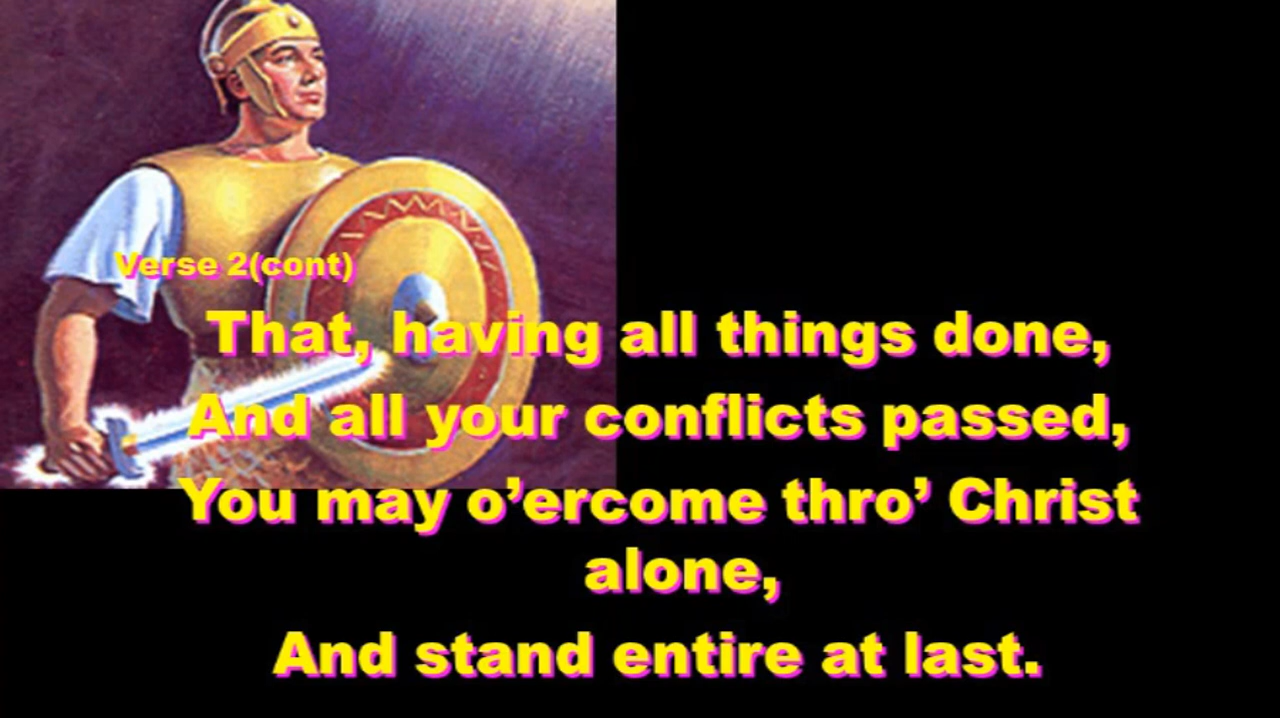 Verse 2(cont)
That, having all things done,
And all your conflicts passed,
You may o’ercome thro’ Christ
alone,
And stand entire at last.